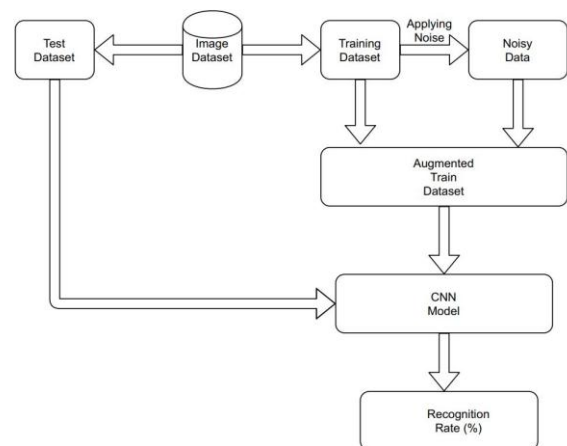 Test
Dataset
Image
Dataset
Training
Dataset
Applying
Noise
Noisy
Data
Augmented
Train
Dataset
CNN
Model
Recognition
Rate (%)